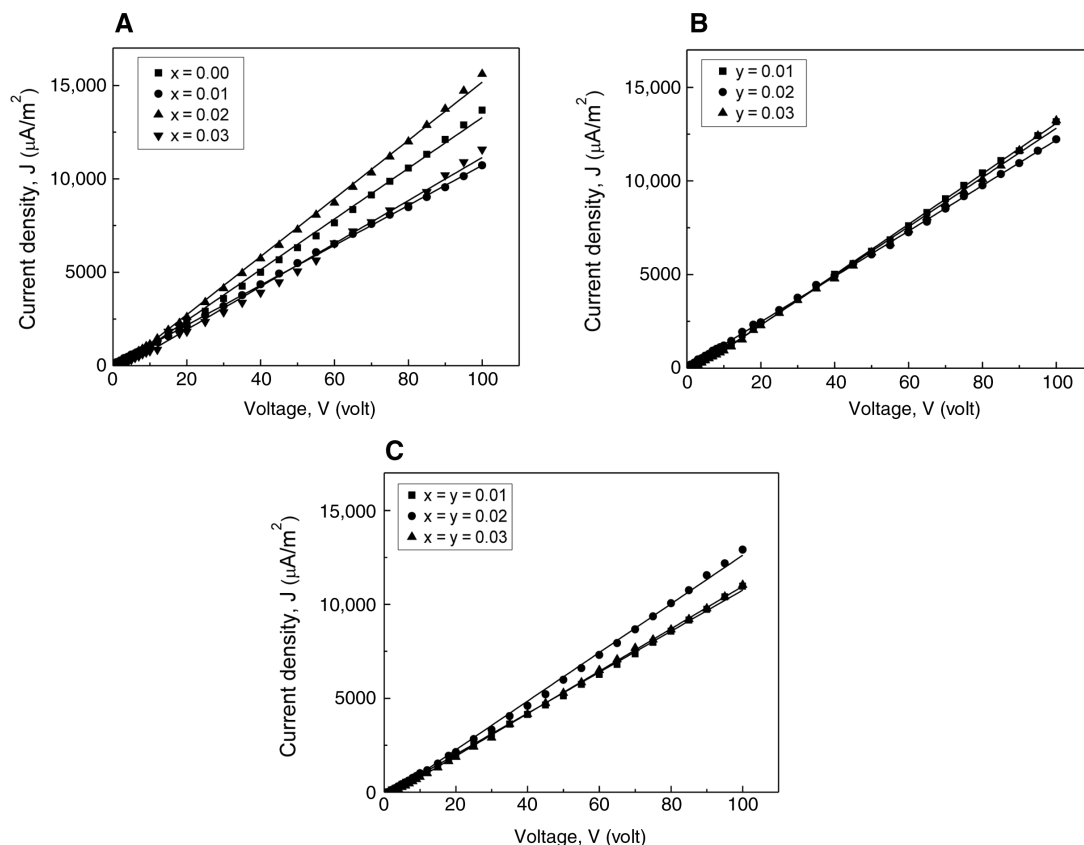 A
15,000
10,000
5000
0
Current density, J (μA/m²)
x = 0.00
x = 0.01
x = 0.02
x = 0.03
20 40 60 80 100
Voltage, V (volt)
B
15,000
10,000
5000
0
Current density, J (μA/m²)
y = 0.01
y = 0.02
y = 0.03
0 20 40 60 80 100
Voltage, V (volt)
C
15,000
10,000
5000
0
Current density, J (μA/m²)
x = y = 0.01
x = y = 0.02
x = y = 0.03
0 20 40 60 80 100
Voltage, V (volt)